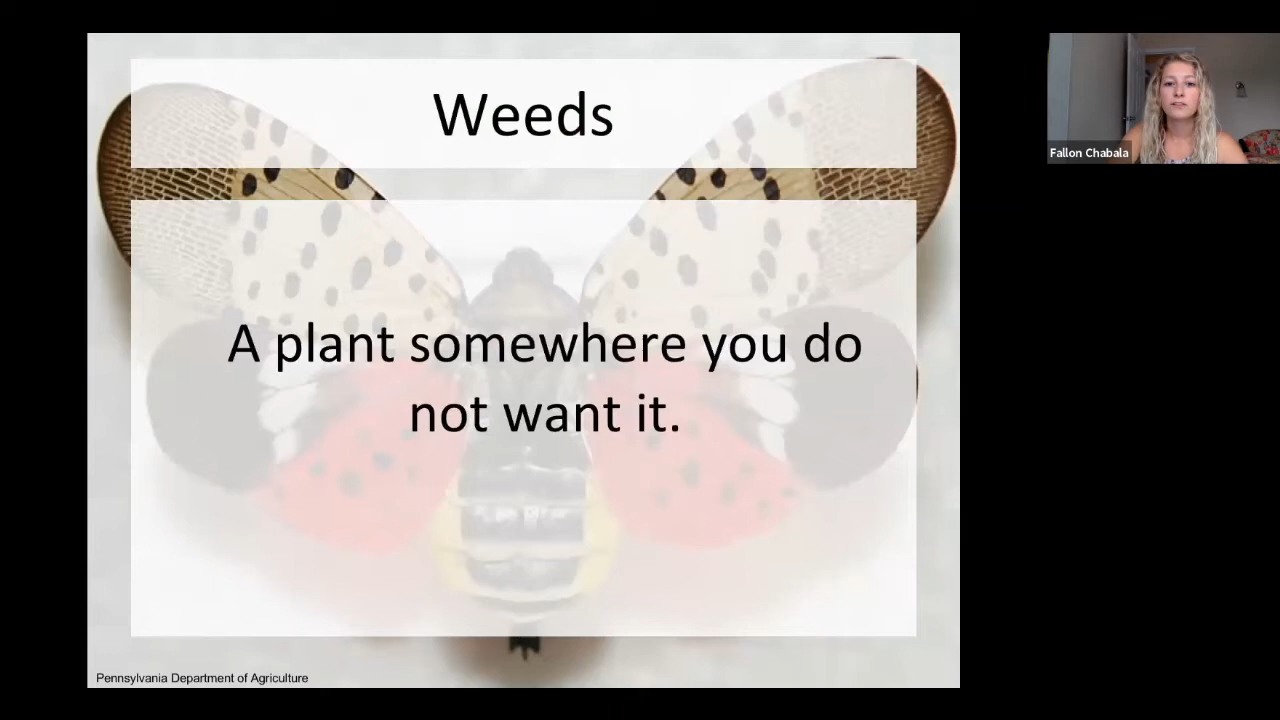 Weeds
A plant somewhere you do
not want it.
Pennsylvania Department of Agriculture
Fallon Chabala